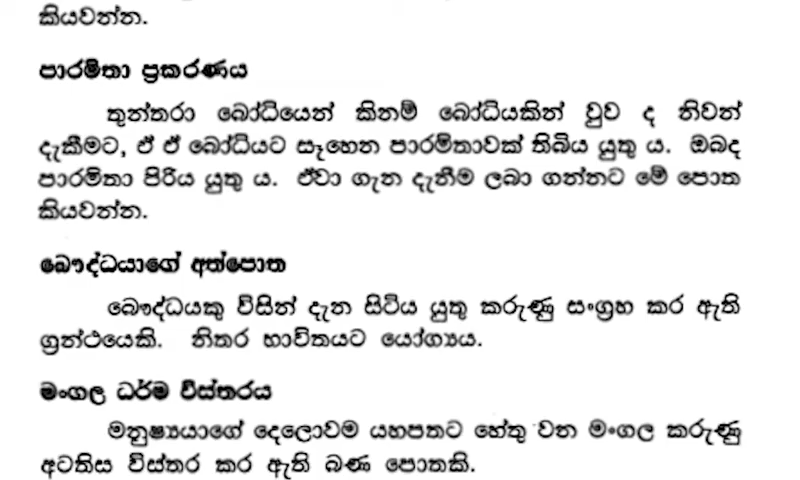 කියවන්න.
පාරමිතා ප්‍රකරණය
තුන්තරා බෝධියෙන් කිනම් බෝධියකින් වුව ද නිවන්
දැකීමට, ඒ ඒ බෝධියට සෑහෙන පාරමිතාවක් තිබිය යුතු ය. ඔබද
පාරමිතා පිරිය යුතු ය. ඒවා ගැන දැනීම ලබා ගන්නට මේ පොත
කියවන්න.
බෞද්ධයාගේ අත්පොත
බෞද්ධයකු විසින් දැන සිටිය යුතු කරුණු සංග්‍රහ කර ඇති
ග්‍රන්ථයෙකි. නිතර භාවිතයට යෝග්‍යය.
මංගල ධර්ම විස්තරය
මනුෂ්‍යයාගේ දෙලොවම යහපතට හේතු වන මංගල කරුණු
අටතිස විස්තර කර ඇති බණ පොතකි.